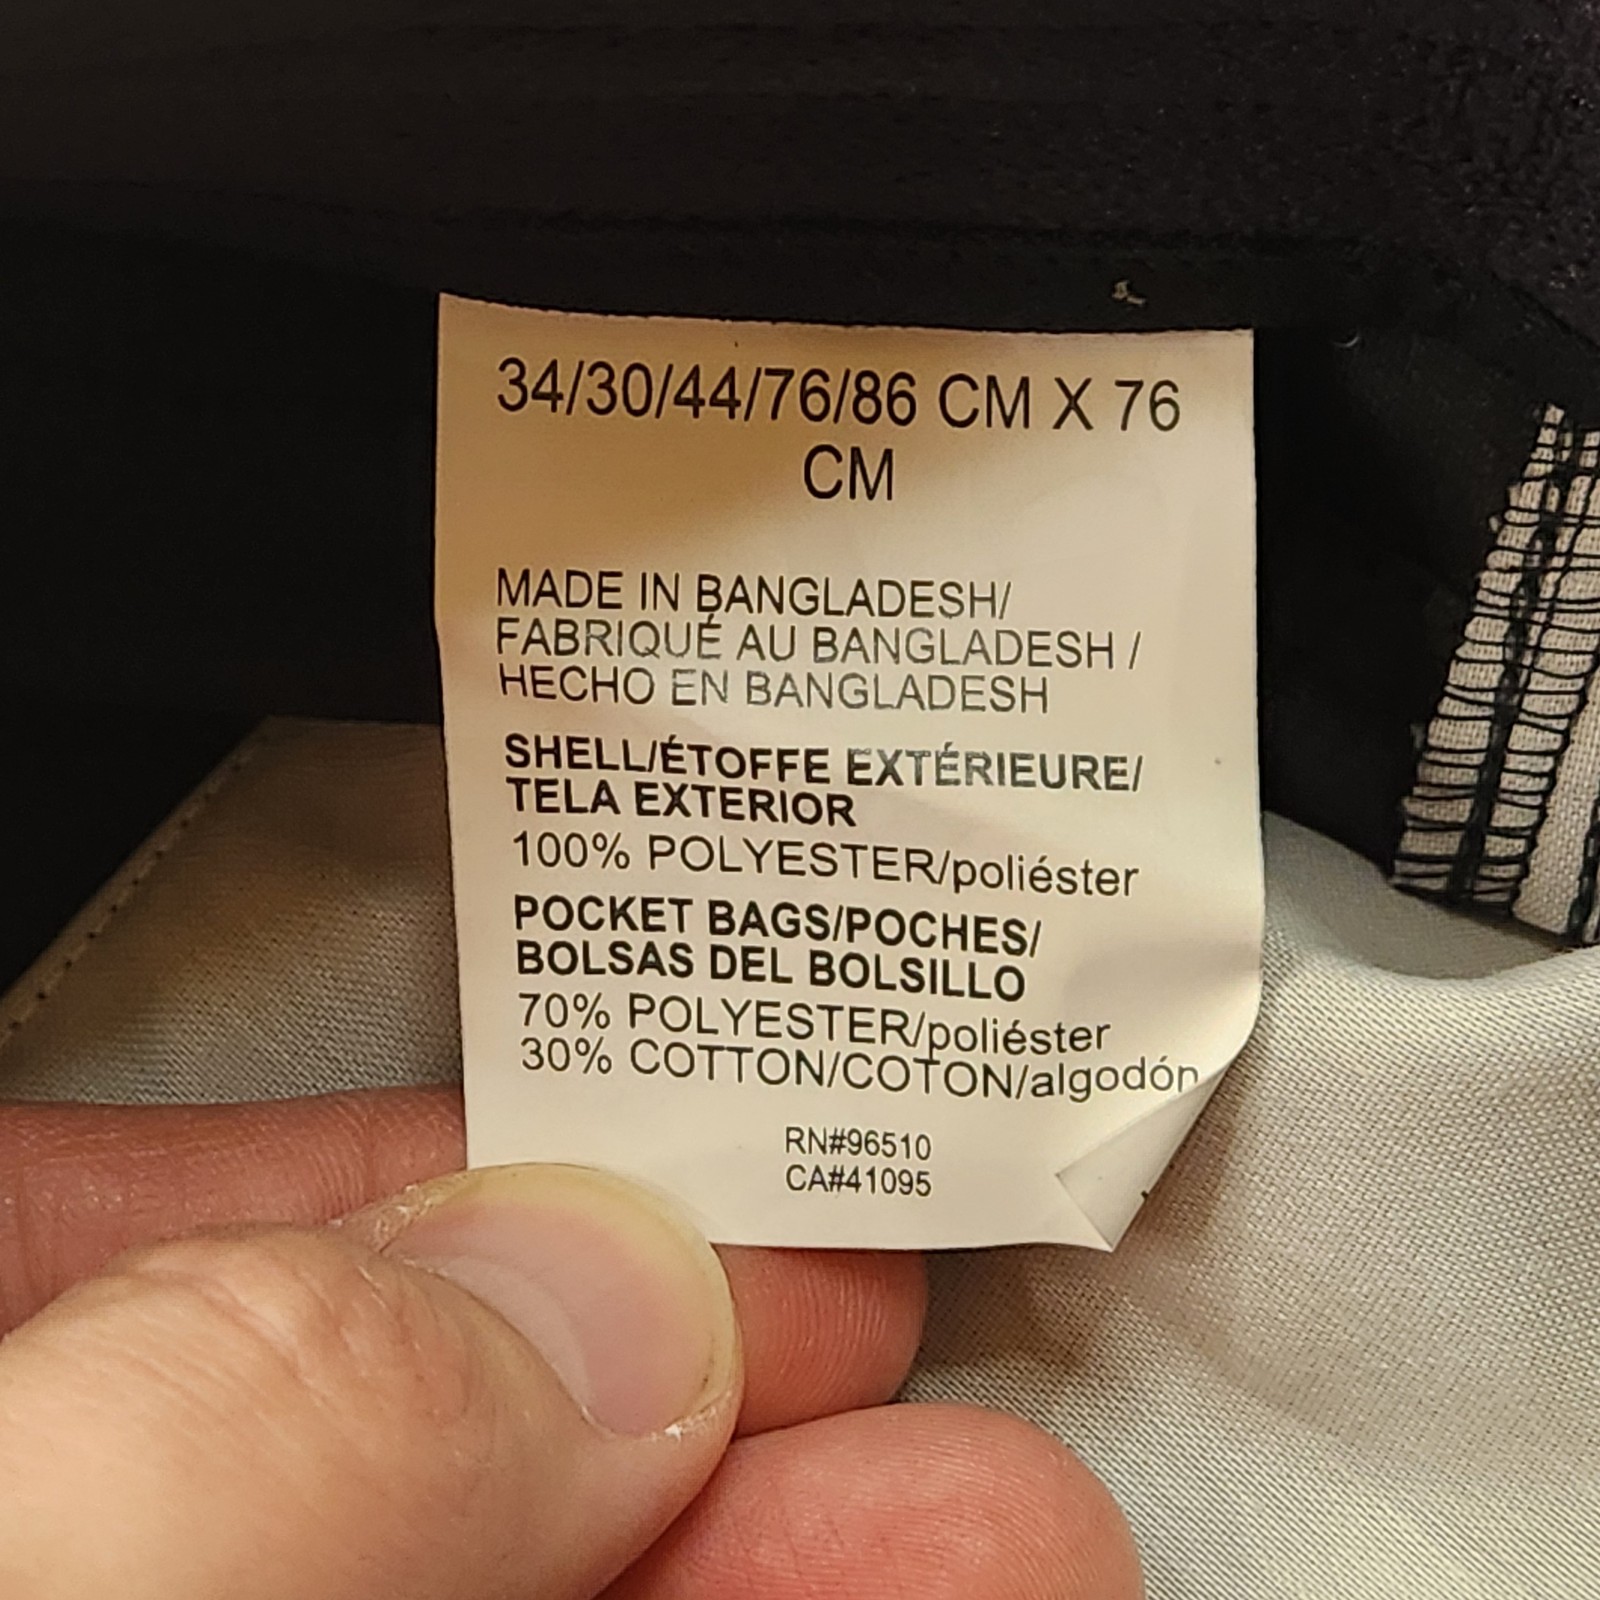 34/30/44/76/86 CM X 76
CM
MADE IN BANGLADESH/
FABRIQUÉ AU BANGLADESH /
HECHO EN BANGLADESH
SHELL/ÉTOFFE EXTÉRIEURE/
TELA EXTERIOR
100% POLYESTER/poliéster
POCKET BAGS/POCHES/
BOLSAS DEL BOLSILLO
70% POLYESTER/poliéster
30% COTTON/COTON/algodón
RN#96510
CA#41095